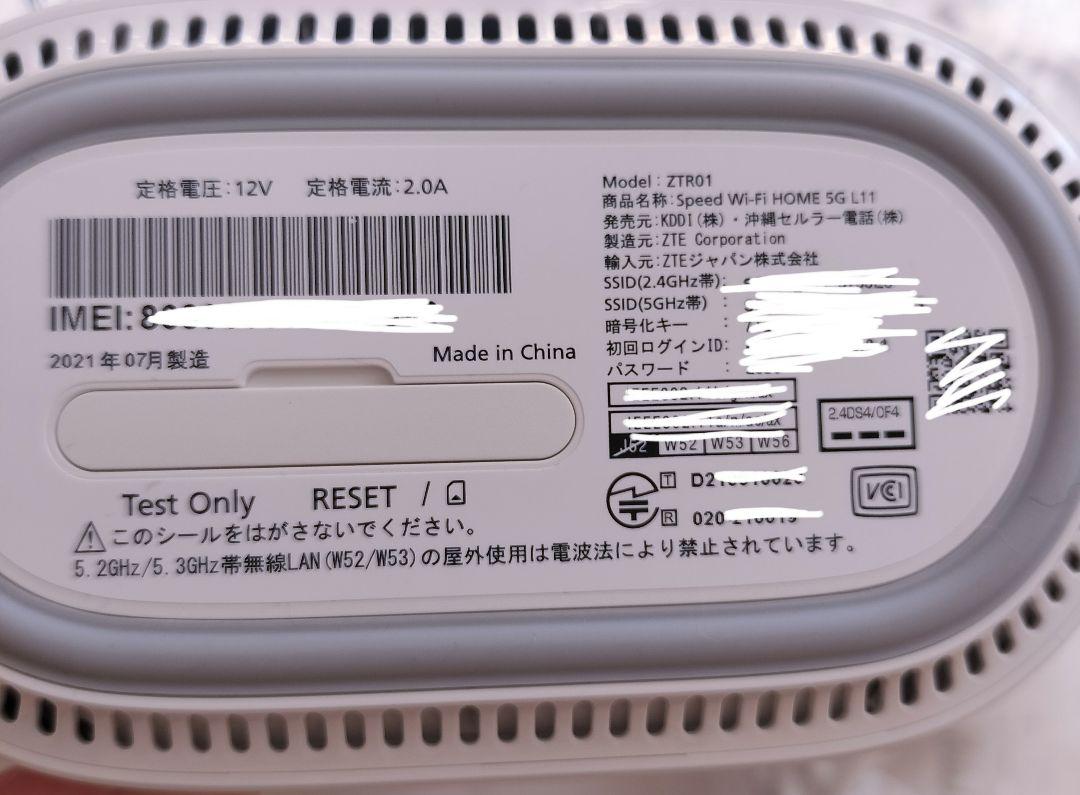 定格電圧:12V 定格電流:2.0A
IMEI:
2021年07月製造
Made in China
Test Only RESET /
このシールをはがさないでください。
5.2GHz/5.3GHz帯無線LAN(W52/W53)の屋外使用は電波法により禁止されています。
Model : ZTR01
商品名称:Speed Wi-Fi HOME 5G L11
発売元:KDDI(株)・沖縄セルラー電話(株)
製造元:ZTE Corporation
輸入元:ZTEジャパン株式会社
SSID(2.4GHz帯):
SSID(5GHz帯) :
暗号化キー :
初回ログインID:
パスワード :
J52 W52 W53 W56
2.4DS4/OF4
T D21
R 020
VCI